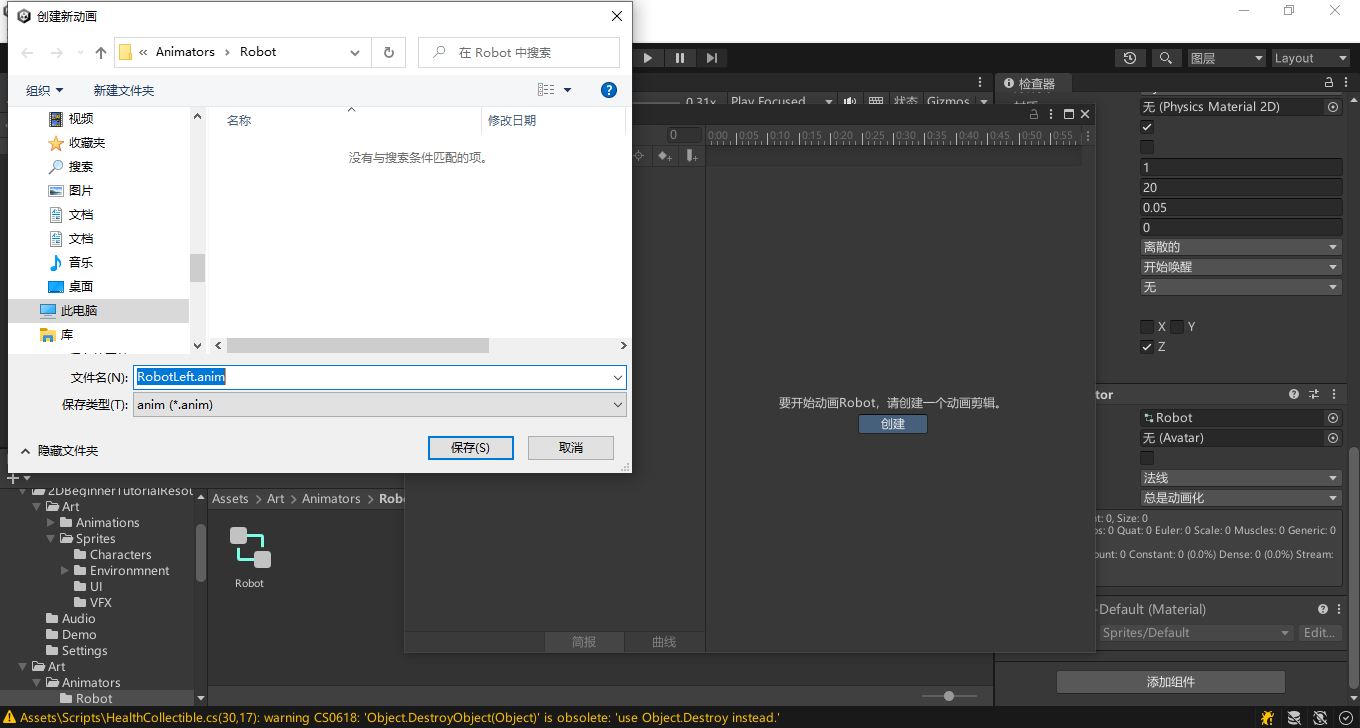 创建新动画
« Animators › Robot
在 Robot 中搜索
组织
新建文件夹
视频
收藏夹
搜索
图片
文档
文档
音乐
桌面
此电脑
库
名称
修改日期
没有与搜索条件匹配的项。
文件名(N):
RobotLeft.anim
保存类型(T):
anim (*.anim)
隐藏文件夹
保存(S)
取消
图层
Layout
0.31x
Play Focused
状态
Gizmos
0
0:00
0:05
0:10
0:15
0:20
0:25
0:30
0:35
0:40
0:45
0:50
0:55
要开始动画Robot，请创建一个动画剪辑。
创建
简报
曲线
检查器
无 (Physics Material 2D)
1
20
0.05
0
离散的
开始唤醒
无
X
Y
Z
tor
Robot
无 (Avatar)
法线
总是动画化
nt: 0, Size: 0
os: 0 Quat: 0 Euler: 0 Scale: 0 Muscles: 0 Generic: 0
ount: 0 Constant: 0 (0.0%) Dense: 0 (0.0%) Stream:
-Default (Material)
Sprites/Default
Edit...
添加组件
2DBeginnerTutorialResou
Art
Animations
Sprites
Characters
Environmnent
UI
VFX
Audio
Demo
Settings
Art
Animators
Robot
Assets > Art > Animators > Robo
Robot
Assets\Scripts\HealthCollectible.cs(30,17): warning CS0618: 'Object.DestroyObject(Object)' is obsolete: 'use Object.Destroy instead.'